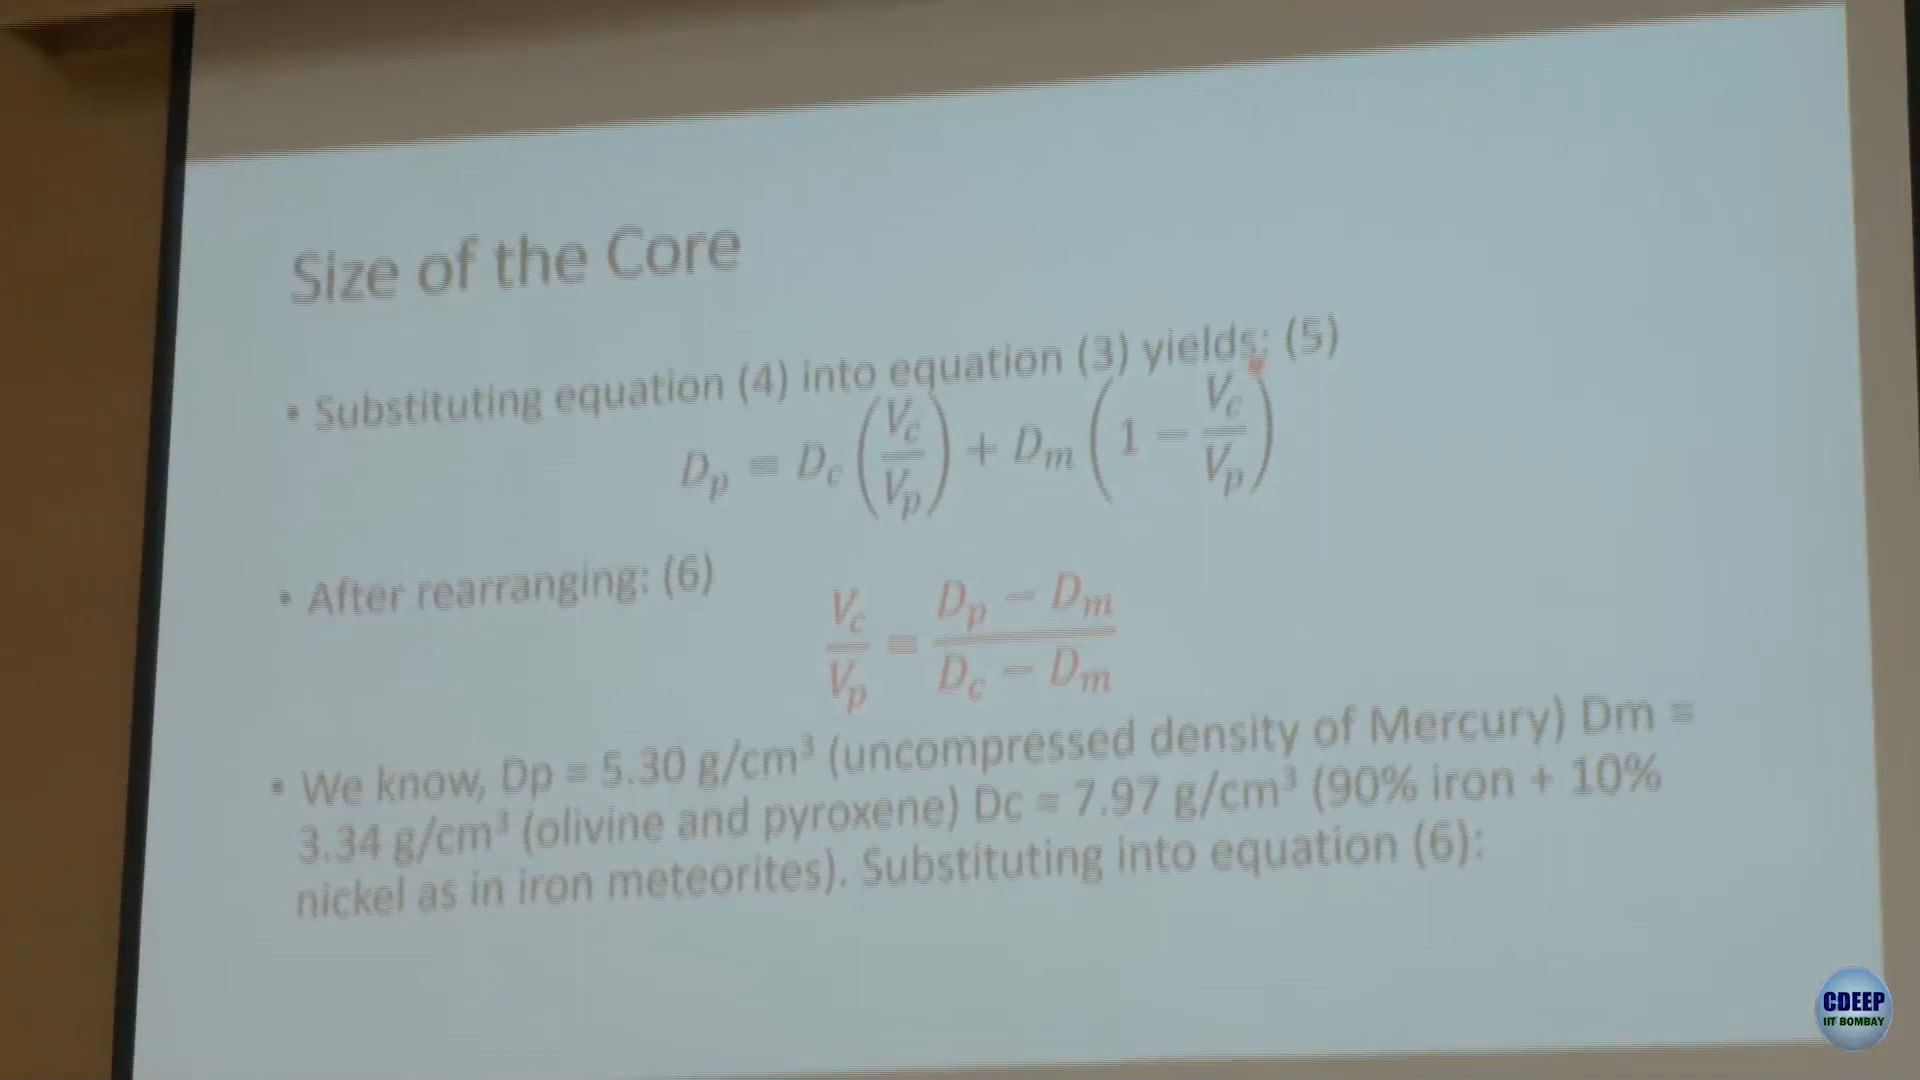 Size of the Core
• Substituting equation (4) into equation (3) yields: (5)
D_p = D_c (V_c / V_p) + D_m (1 − V_c / V_p)
• After rearranging: (6)
V_c / V_p = (D_p − D_m) / (D_c − D_m)
• We know, Dp = 5.30 g/cm³ (uncompressed density of Mercury) Dm =
3.34 g/cm³ (olivine and pyroxene) Dc = 7.97 g/cm³ (90% iron + 10%
nickel as in iron meteorites). Substituting into equation (6):
CDEEP
IIT BOMBAY